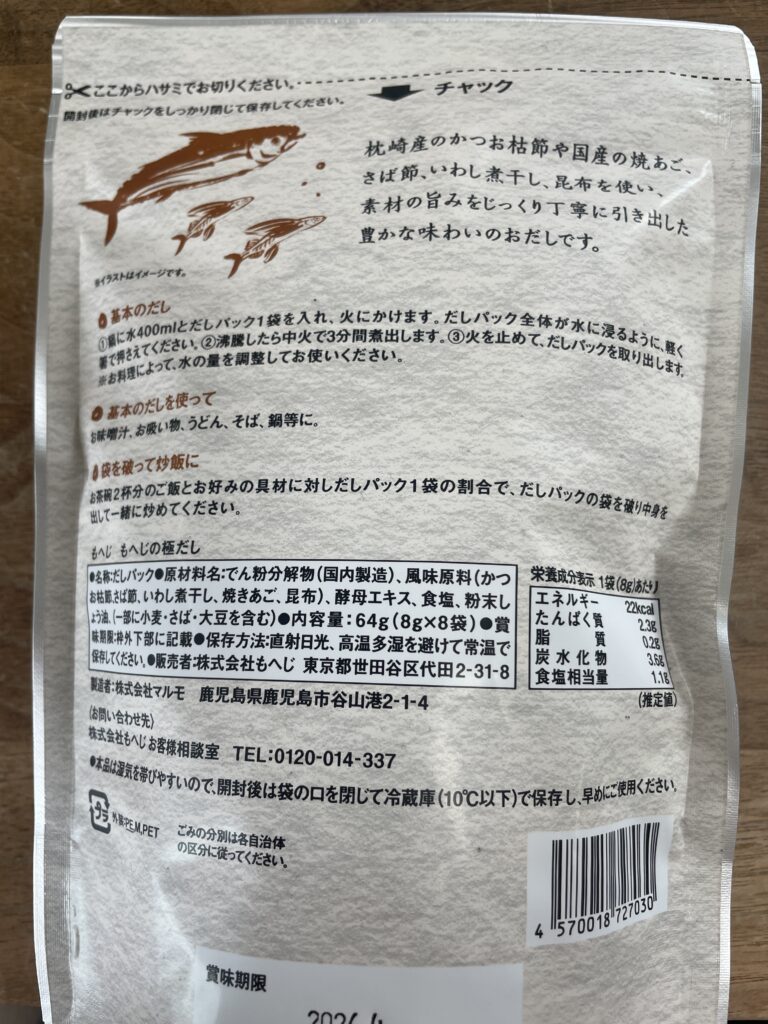 ここからハサミでお切りください。
開封後はチャックをしっかり閉じて保存してください。
チャック
枕崎産のかつお枯節や国産の焼あご、
さば節、いわし煮干し、昆布を使い、
素材の旨みをじっくり丁寧に引き出した
豊かな味わいのおだしです。
※イラストはイメージです。
基本のだし
①鍋に水400mlとだしパック1袋を入れ、火にかけます。だしパック全体が水に浸るように、軽く
箸で押さえてください。②沸騰したら中火で3分間煮出します。③火を止めて、だしパックを取り出します。
※お料理によって、水の量を調整してお使いください。
基本のだしを使って
お味噌汁、お吸い物、うどん、そば、鍋等に。
袋を破って炒飯に
お茶碗2杯分のご飯とお好みの具材に対しだしパック1袋の割合で、だしパックの袋を破り中身を
出して一緒に炒めてください。
もへじ もへじの極だし
●名称:だしパック●原材料名:でん粉分解物(国内製造)、風味原料(かつ
お枯節、さば節、いわし煮干し、焼きあご、昆布)、酵母エキス、食塩、粉末し
ょう油、(一部に小麦・さば・大豆を含む)●内容量:64g(8g×8袋)●賞
味期限:枠外下部に記載●保存方法:直射日光、高温多湿を避けて常温で
保存してください。●販売者:株式会社もへじ 東京都世田谷区代田2-31-8
栄養成分表示 1袋(8g)あたり
エネルギー 22kcal
たんぱく質 2.3g
脂質 0.2g
炭水化物 3.6g
食塩相当量 1.1g
(推定値)
製造者:株式会社マルモ 鹿児島県鹿児島市谷山港2-1-4
(お問い合わせ先)
株式会社もへじお客様相談室 TEL:0120-014-337
●本品は湿気を帯びやすいので、開封後は袋の口を閉じて冷蔵庫(10℃以下)で保存し、早めにご使用ください。
プラ
外装:PE,M,PET
ごみの分別は各自治体
の区分に従ってください。
4 570018 727030
賞味期限